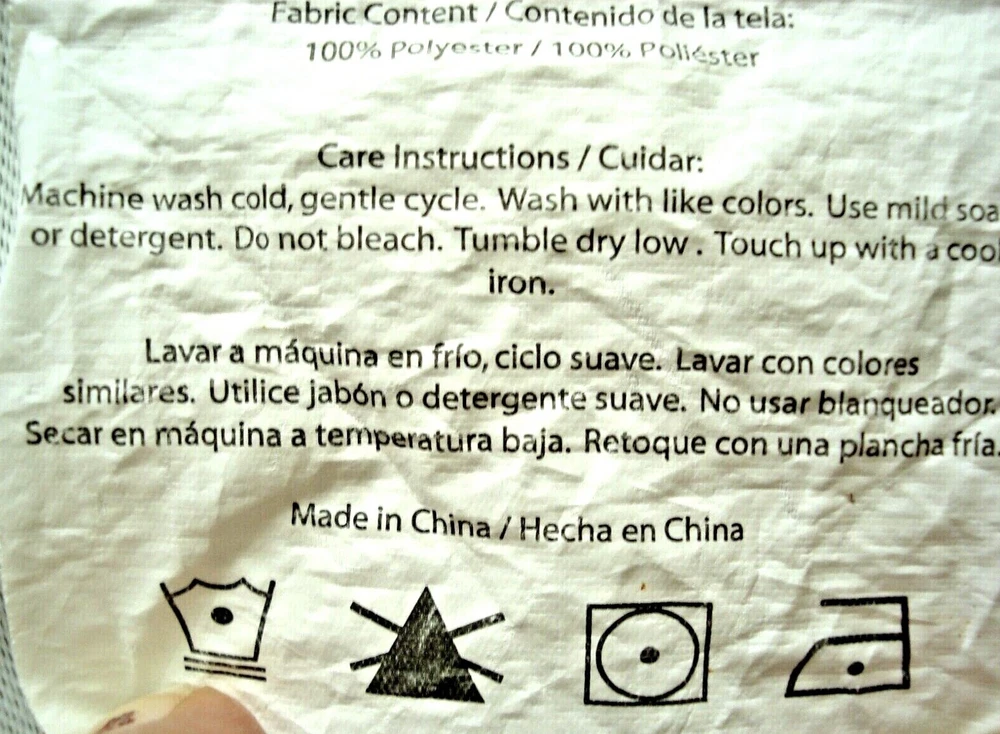 Fabric Content / Contenido de la tela:
100% Polyester / 100% Poliéster
Care Instructions / Cuidar:
Machine wash cold, gentle cycle. Wash with like colors. Use mild soa
or detergent. Do not bleach. Tumble dry low . Touch up with a cool
iron.
Lavar a máquina en frío, ciclo suave. Lavar con colores
similares. Utilice jabón o detergente suave. No usar blanqueador.
Secar en máquina a temperatura baja. Retoque con una plancha fría.
Made in China / Hecha en China